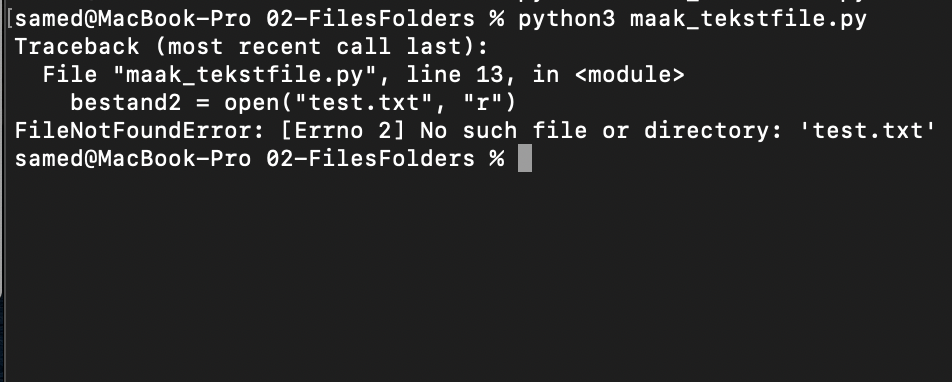 [samed@MacBook-Pro 02-FilesFolders % python3 maak_tekstfile.py
Traceback (most recent call last):
  File "maak_tekstfile.py", line 13, in <module>
    bestand2 = open("test.txt", "r")
FileNotFoundError: [Errno 2] No such file or directory: 'test.txt'
samed@MacBook-Pro 02-FilesFolders %